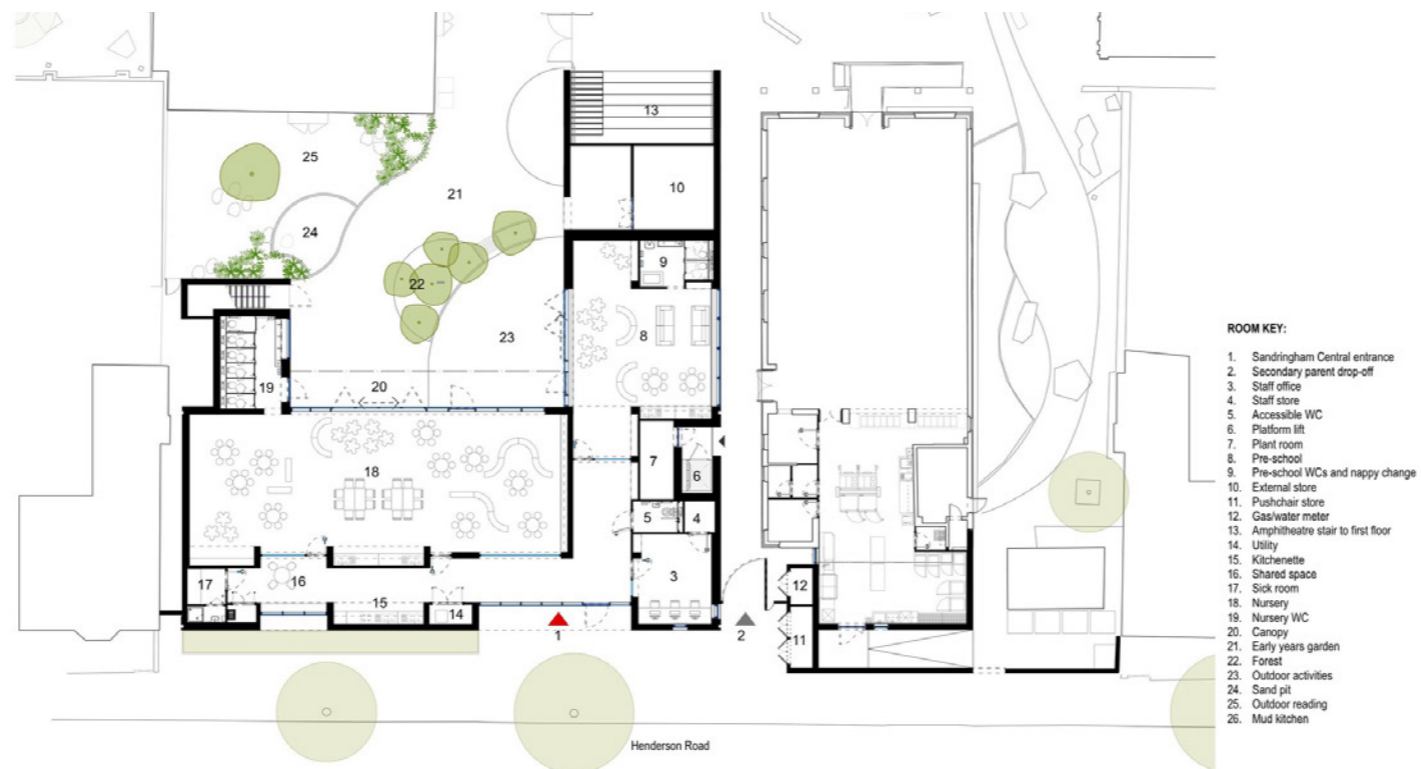 13
25
10
21
24
9
22
23
8
19
20
18
7
6
5
4
17
16
3
12
15
14
1
2
11
Henderson Road
ROOM KEY:
1. Sandringham Central entrance
2. Secondary parent drop-off
3. Staff office
4. Staff store
5. Accessible WC
6. Platform lift
7. Plant room
8. Pre-school
9. Pre-school WCs and nappy change
10. External store
11. Pushchair store
12. Gas/water meter
13. Amphitheatre stair to first floor
14. Utility
15. Kitchenette
16. Shared space
17. Sick room
18. Nursery
19. Nursery WC
20. Canopy
21. Early years garden
22. Forest
23. Outdoor activities
24. Sand pit
25. Outdoor reading
26. Mud kitchen